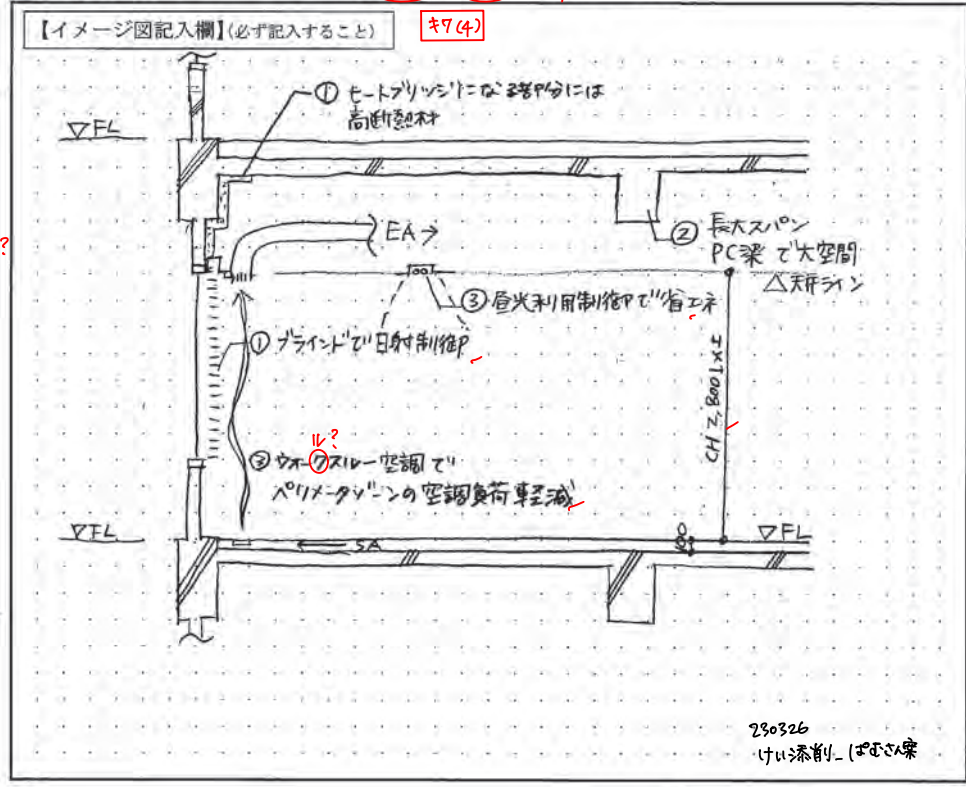 【イメージ図記入欄】(必ず記入すること)
キ7(4)
① ヒートブリッジになる部分には
高断熱材
▽FL
EA→
② 長大スパン
PC梁で大空間
△天井ライン
③ 昼光利用制御で省エネ
① ブラインドで日射制御
CH=2,800以上
?
ル?
③ ウォークスルー空調で
ペリメータゾーンの空調負荷軽減
▽FL
SA
100
▽FL
230326
けい添削_ぱむさん案